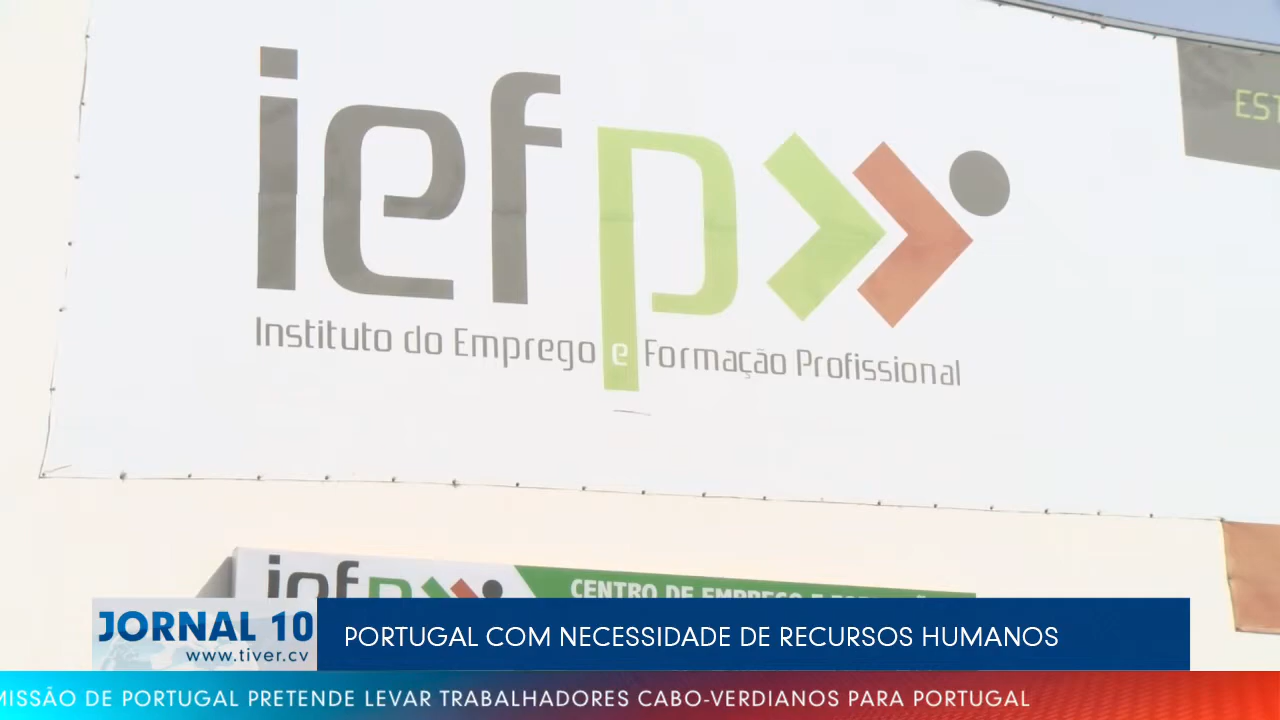 EST
iefp
Instituto do Emprego e Formação Profissional
iefp
CENTRO DE EMPREGO E
JORNAL 10
www.tiver.cv
PORTUGAL COM NECESSIDADE DE RECURSOS HUMANOS
MISSÃO DE PORTUGAL PRETENDE LEVAR TRABALHADORES CABO-VERDIANOS PARA PORTUGAL